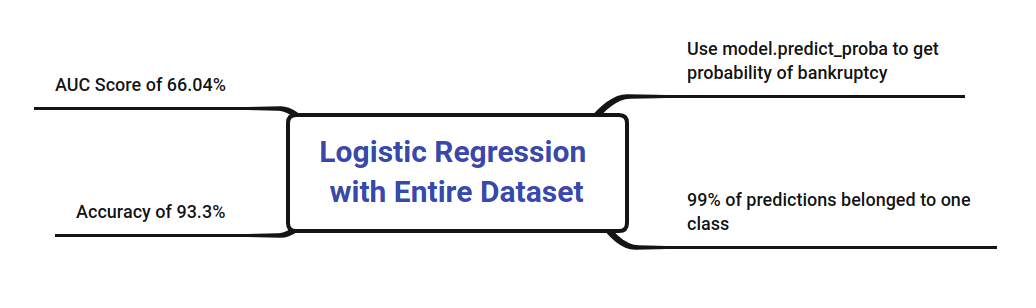 Use model.predict_proba to get
probability of bankruptcy
AUC Score of 66.04%
Logistic Regression
with Entire Dataset
Accuracy of 93.3%
99% of predictions belonged to one
class